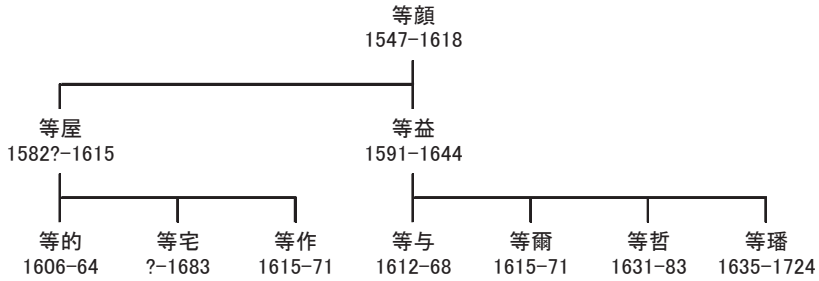 等顔
1547-1618
等屋
1582?-1615
等益
1591-1644
等的
1606-64
等宅
?-1683
等作
1615-71
等与
1612-68
等爾
1615-71
等哲
1631-83
等璠
1635-1724